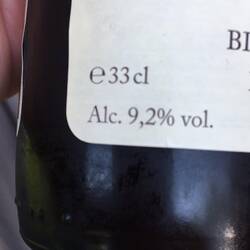 BI
℮33cl
Alc. 9,2% vol.